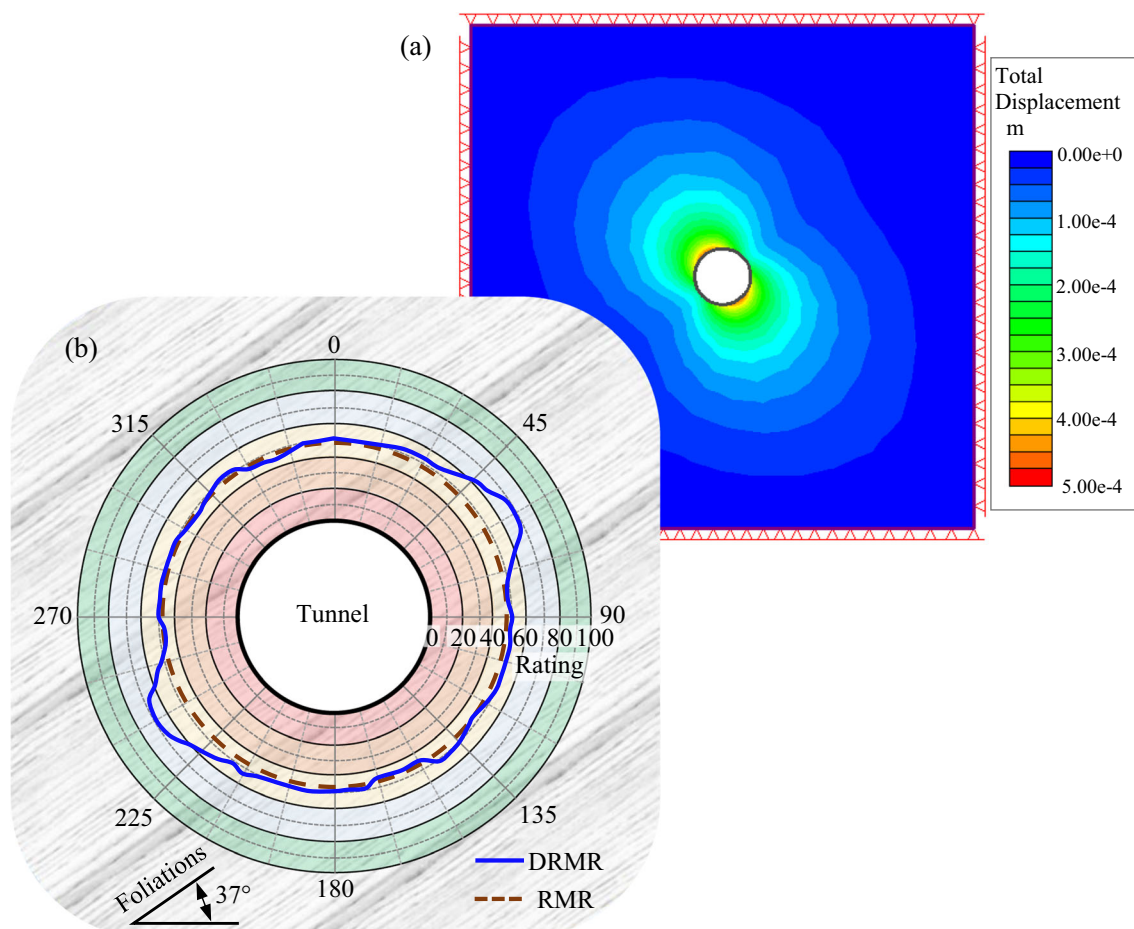 (a)
Total
Displacement
m
0.00e+0
1.00e-4
2.00e-4
3.00e-4
4.00e-4
5.00e-4
(b)
0
45
90
135
180
225
270
315
Tunnel
0 20 40 60 80 100
Rating
Foliations
37°
DRMR
RMR